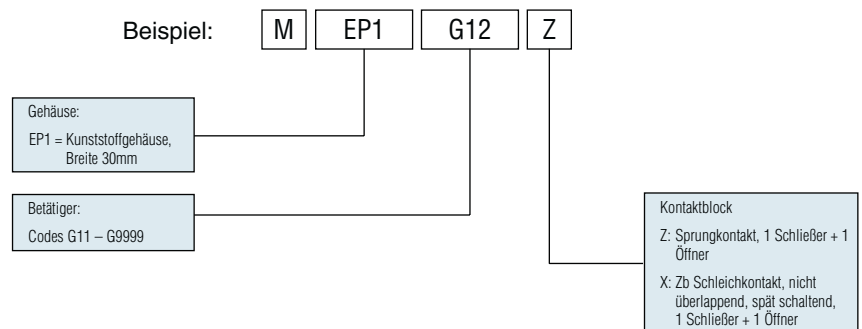 Beispiel: M EP1 G12 Z
Gehäuse:
EP1 = Kunststoffgehäuse,
Breite 30mm
Betätiger:
Codes G11 – G9999
Kontaktblock
Z: Sprungkontakt, 1 Schließer + 1
Öffner
X: Zb Schleichkontakt, nicht
überlappend, spät schaltend,
1 Schließer + 1 Öffner